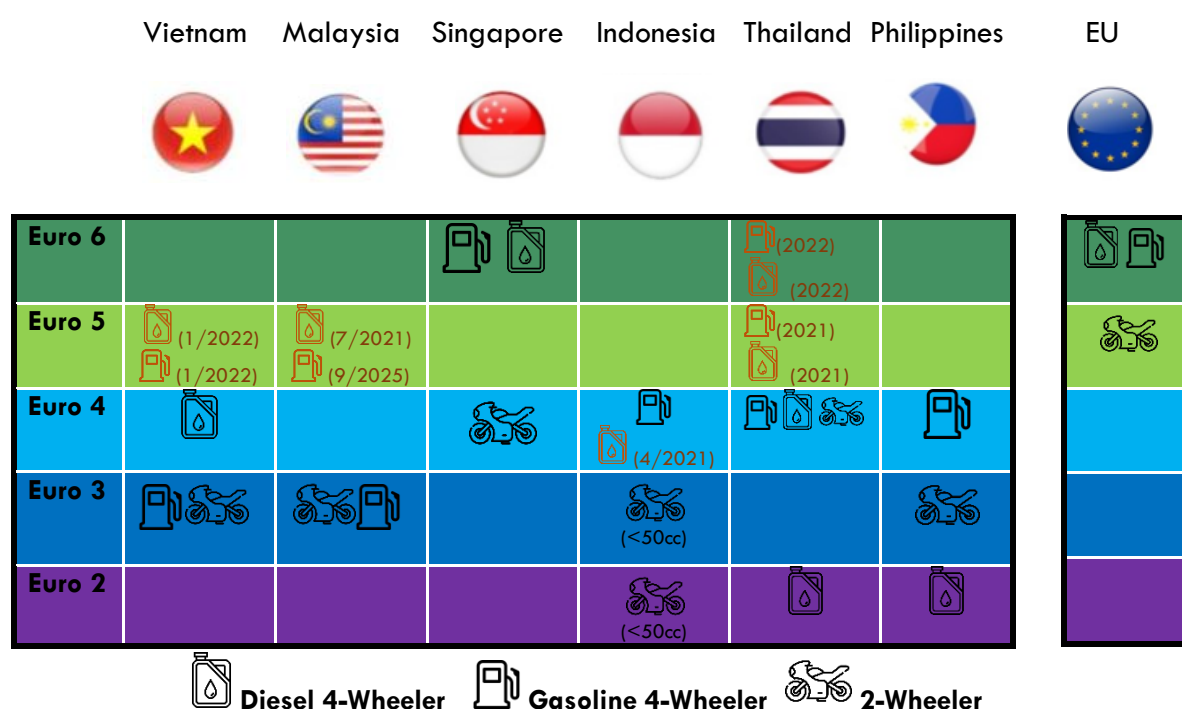 Vietnam Malaysia Singapore Indonesia Thailand Philippines EU
Euro 6 (2022)
(2022)
Euro 5 (1/2022) (7/2021) (2021)
(1/2022) (9/2025) (2021)
Euro 4
(4/2021)
Euro 3
(<50cc)
Euro 2
(<50cc)
Diesel 4-Wheeler Gasoline 4-Wheeler 2-Wheeler